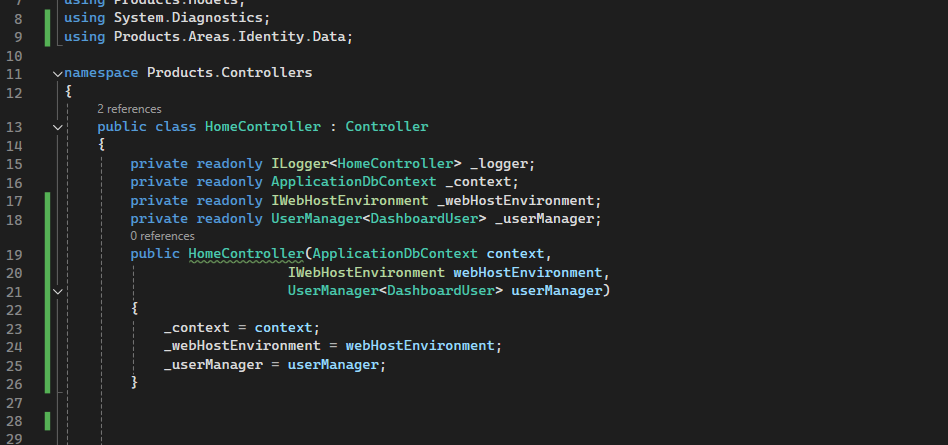 7 using Products.Models;
8 using System.Diagnostics;
9 using Products.Areas.Identity.Data;
10
11 namespace Products.Controllers
12 {
2 references
13 public class HomeController : Controller
14 {
15 private readonly ILogger<HomeController> _logger;
16 private readonly ApplicationDbContext _context;
17 private readonly IWebHostEnvironment _webHostEnvironment;
18 private readonly UserManager<DashboardUser> _userManager;
0 references
19 public HomeController(ApplicationDbContext context,
20 IWebHostEnvironment webHostEnvironment,
21 UserManager<DashboardUser> userManager)
22 {
23 _context = context;
24 _webHostEnvironment = webHostEnvironment;
25 _userManager = userManager;
26 }
27
28
29